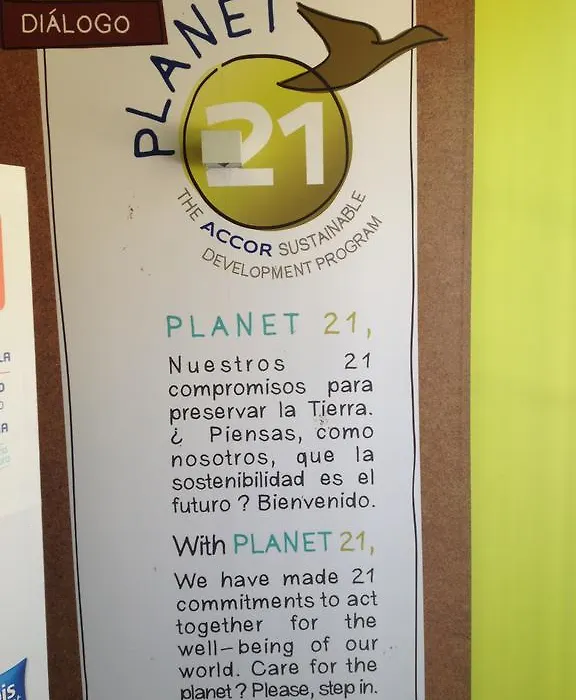 DIÁLOGO
PLANET
21
THE ACCOR SUSTAINABLE
DEVELOPMENT PROGRAM
PLANET 21,
Nuestros 21
compromisos para
preservar la Tierra.
¿ Piensas, como
nosotros, que la
sostenibilidad es el
futuro ? Bienvenido.
With PLANET 21,
We have made 21
commitments to act
together for the
well-being of our
world. Care for the
planet ? Please, step in.